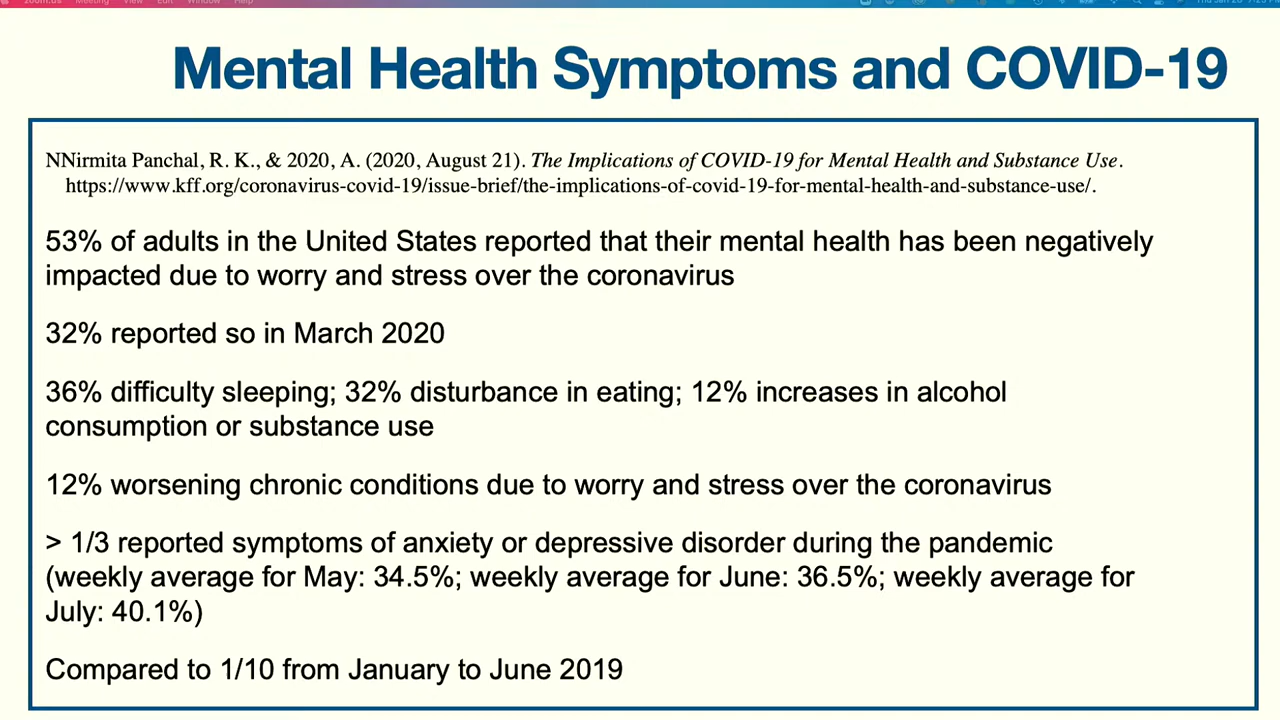 zoom.us Meeting View Edit Window Help
Mental Health Symptoms and COVID-19
NNirmita Panchal, R. K., & 2020, A. (2020, August 21). The Implications of COVID-19 for Mental Health and Substance Use.
https://www.kff.org/coronavirus-covid-19/issue-brief/the-implications-of-covid-19-for-mental-health-and-substance-use/.
53% of adults in the United States reported that their mental health has been negatively
impacted due to worry and stress over the coronavirus
32% reported so in March 2020
36% difficulty sleeping; 32% disturbance in eating; 12% increases in alcohol
consumption or substance use
12% worsening chronic conditions due to worry and stress over the coronavirus
> 1/3 reported symptoms of anxiety or depressive disorder during the pandemic
(weekly average for May: 34.5%; weekly average for June: 36.5%; weekly average for
July: 40.1%)
Compared to 1/10 from January to June 2019